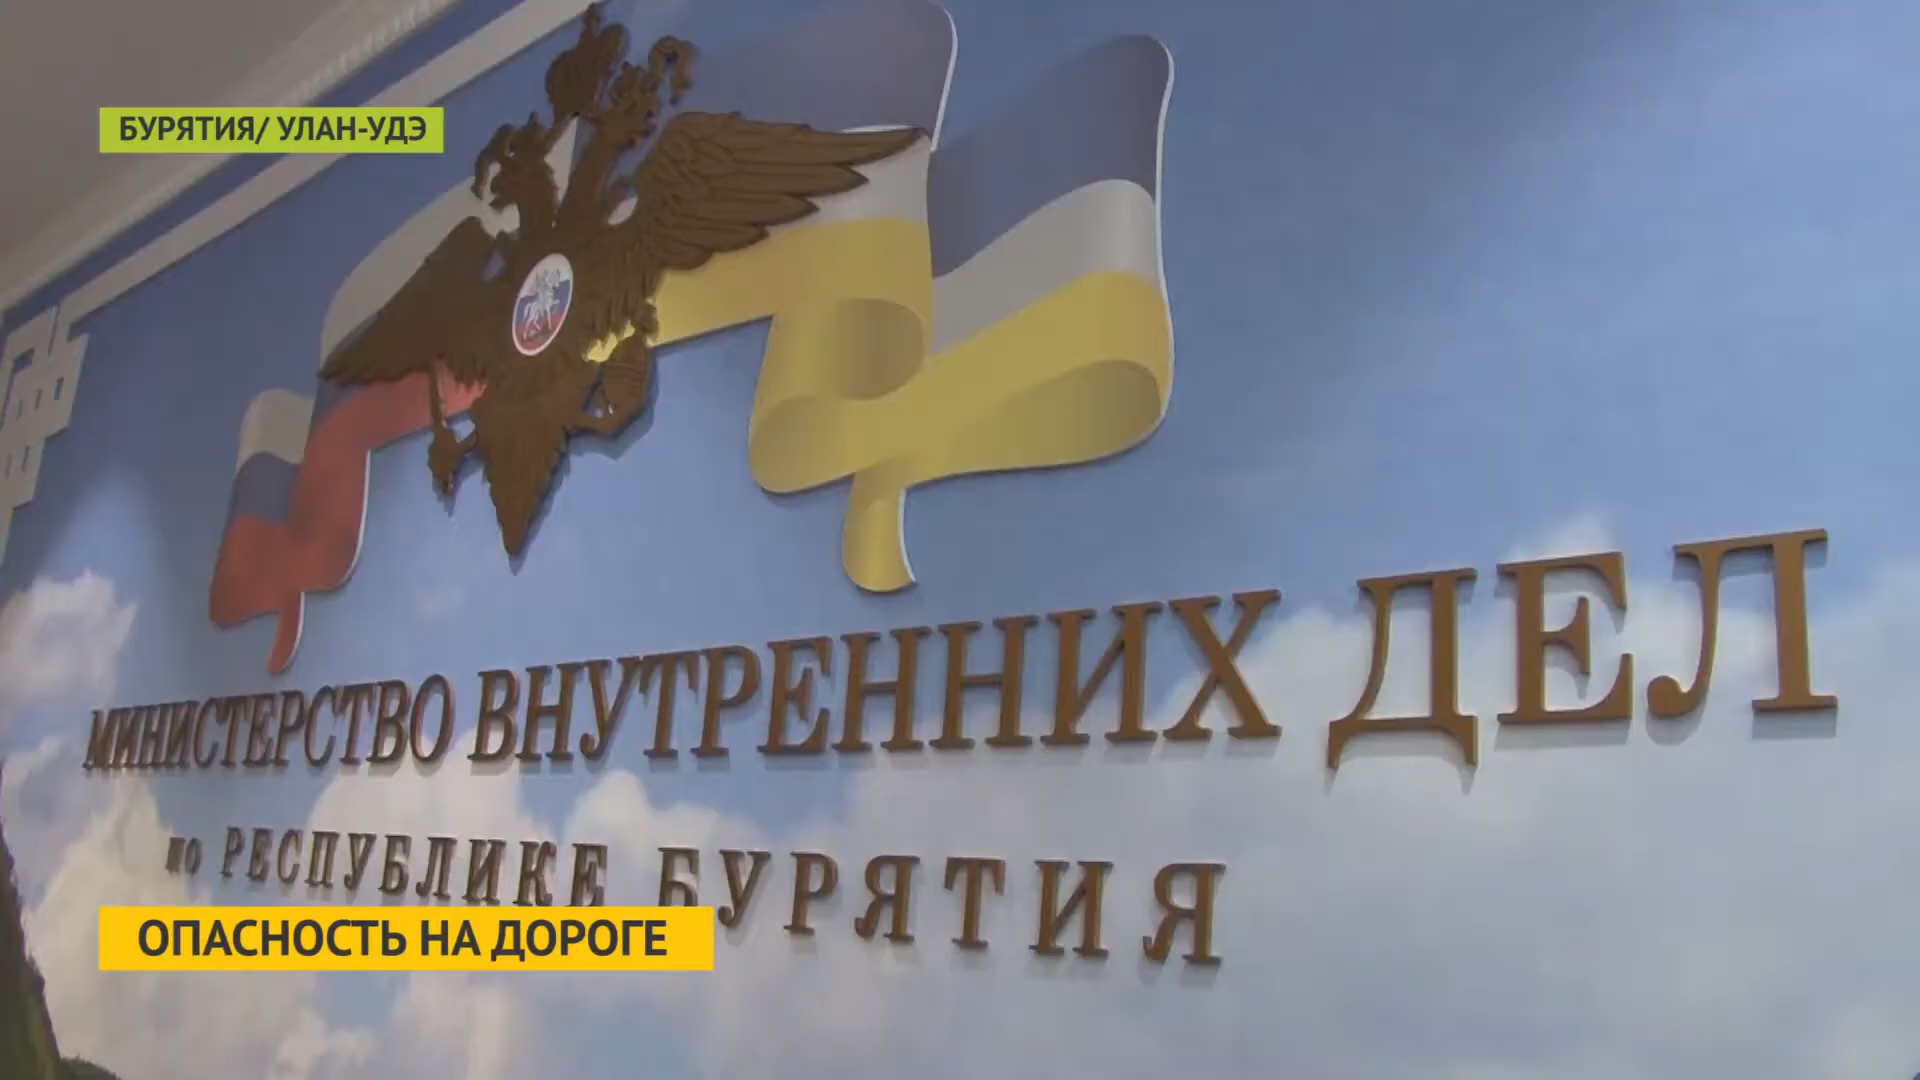 БУРЯТИЯ/ УЛАН-УДЭ
МИНИСТЕРСТВО ВНУТРЕННИХ ДЕЛ
по РЕСПУБЛИКЕ БУРЯТИЯ
ОПАСНОСТЬ НА ДОРОГЕ